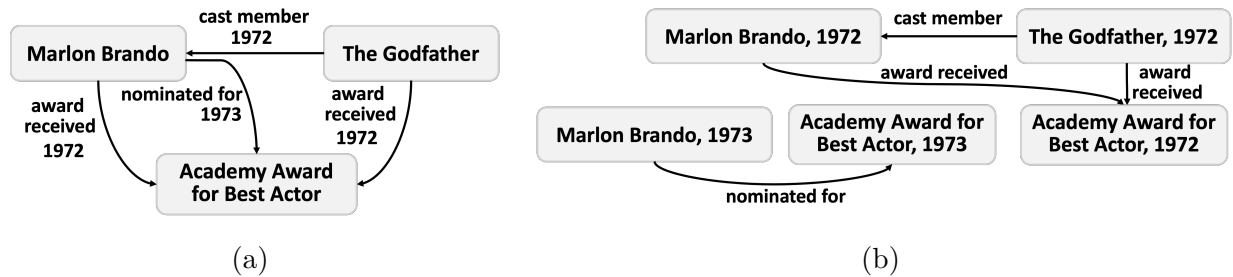 cast member
1972
Marlon Brando
The Godfather
nominated for
1973
award
received
1972
award
received
1972
Academy Award
for Best Actor
(a)
cast member
Marlon Brando, 1972
The Godfather, 1972
award received
award
received
Marlon Brando, 1973
Academy Award for
Best Actor, 1973
Academy Award for
Best Actor, 1972
nominated for
(b)